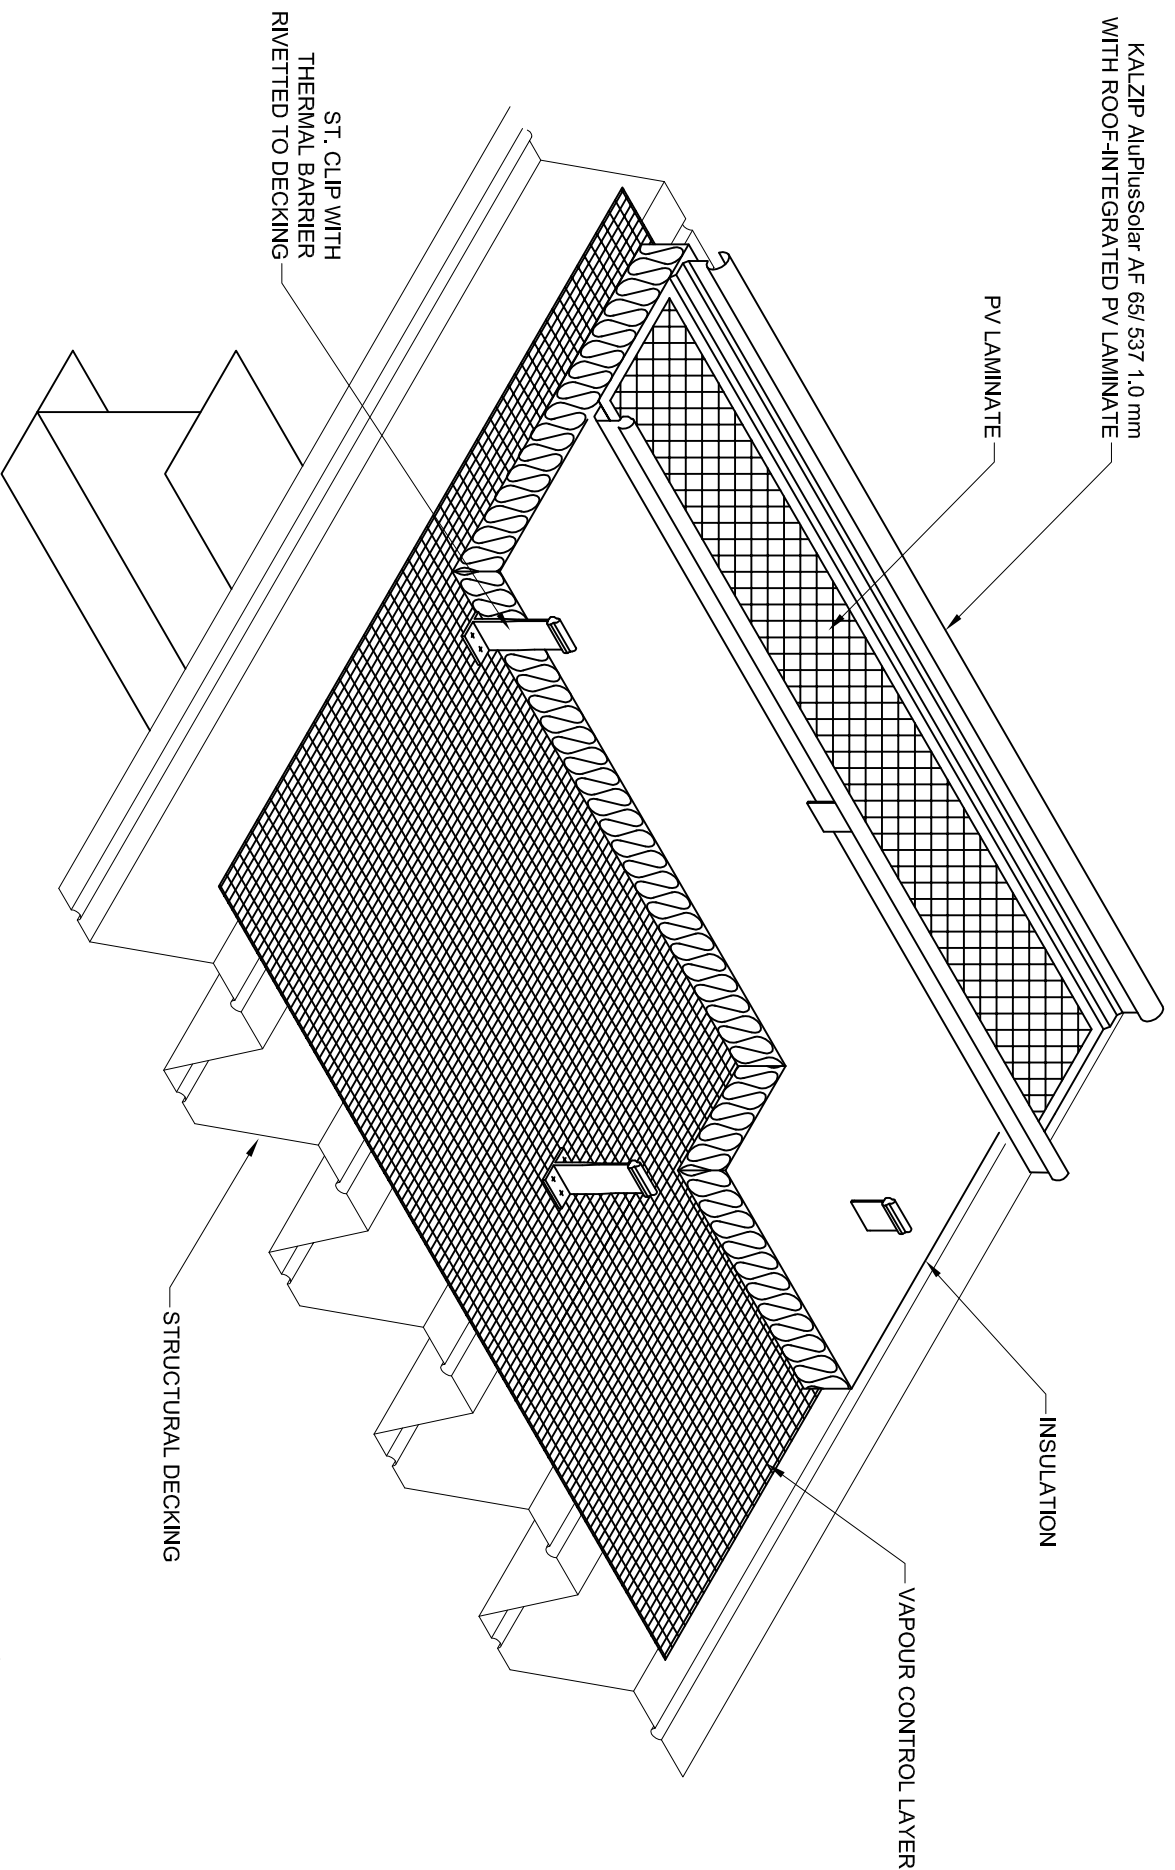 KALZIP AluPlusSolar AF 65/ 537 1.0 mm
WITH ROOF-INTEGRATED PV LAMINATE
PV LAMINATE
INSULATION
VAPOUR CONTROL LAYER
ST. CLIP WITH
THERMAL BARRIER
RIVETTED TO DECKING
STRUCTURAL DECKING